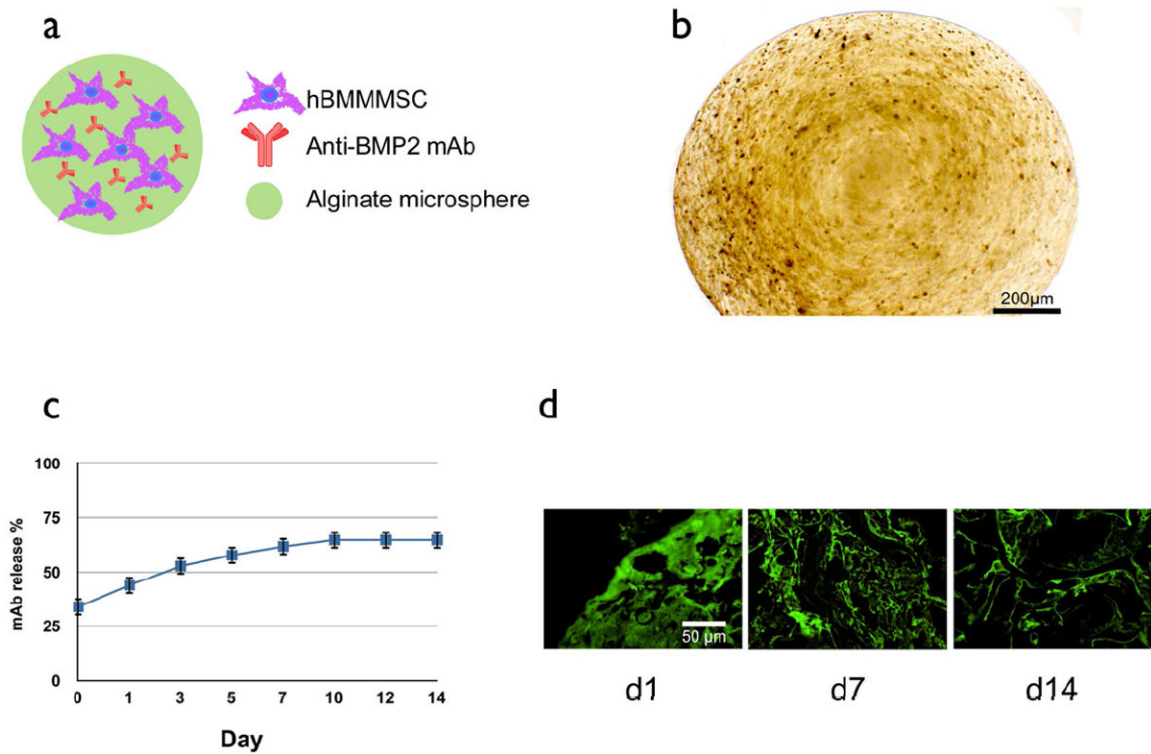 a
hBMMMSC
Anti-BMP2 mAb
Alginate microsphere
b
200μm
c
mAb release %
100
75
50
25
0
0 1 3 5 7 10 12 14
Day
d
50 μm
d1 d7 d14